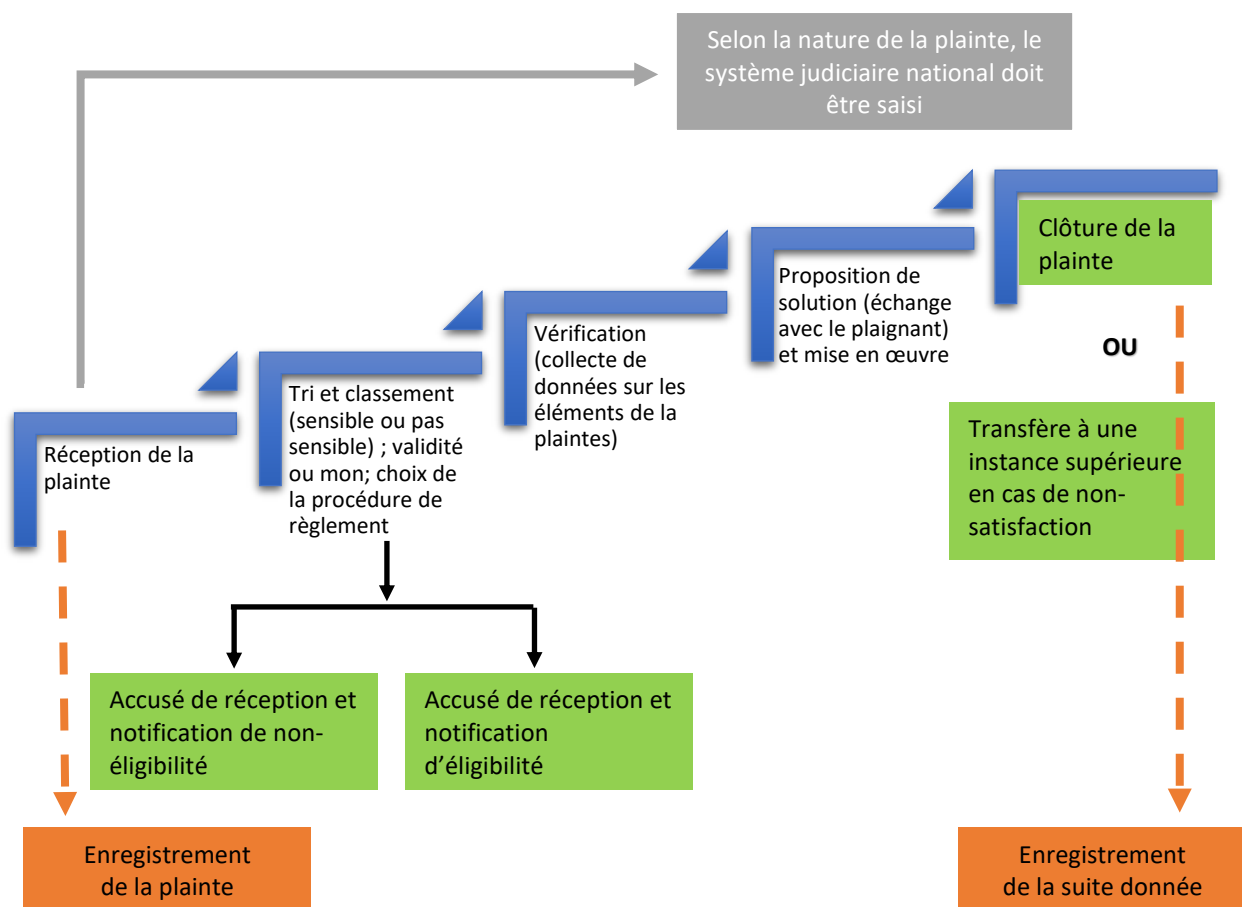 Selon la nature de la plainte, le
système judiciaire national doit
être saisi
Réception de la
plainte
Tri et classement
(sensible ou pas
sensible) ; validité
ou mon; choix de
la procédure de
règlement
Vérification
(collecte de
données sur les
éléments de la
plaintes)
Proposition de
solution (échange
avec le plaignant)
et mise en œuvre
Clôture de la
plainte
OU
Transfère à une
instance supérieure
en cas de non-
satisfaction
Accusé de réception et
notification de non-
éligibilité
Accusé de réception et
notification
d’éligibilité
Enregistrement
de la plainte
Enregistrement
de la suite donnée